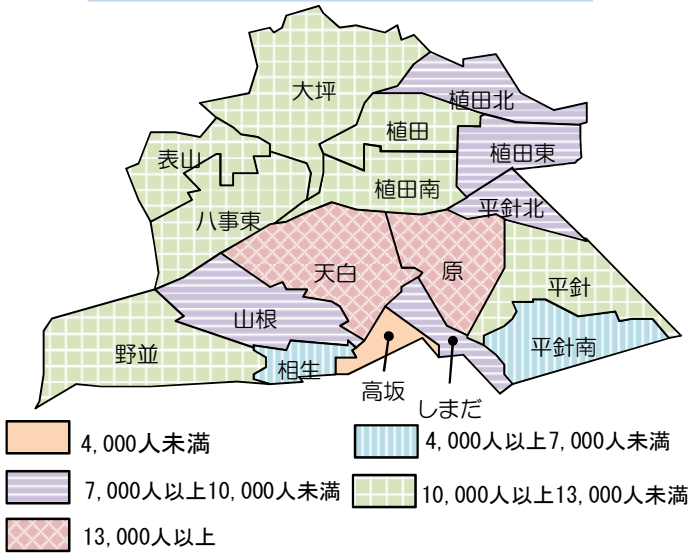 大坪
植田北
植田
植田東
表山
植田南
八事東
平針北
天白
原
平針
山根
野並
相生
平針南
高坂
しまだ
4,000人未満
4,000人以上7,000人未満
7,000人以上10,000人未満
10,000人以上13,000人未満
13,000人以上